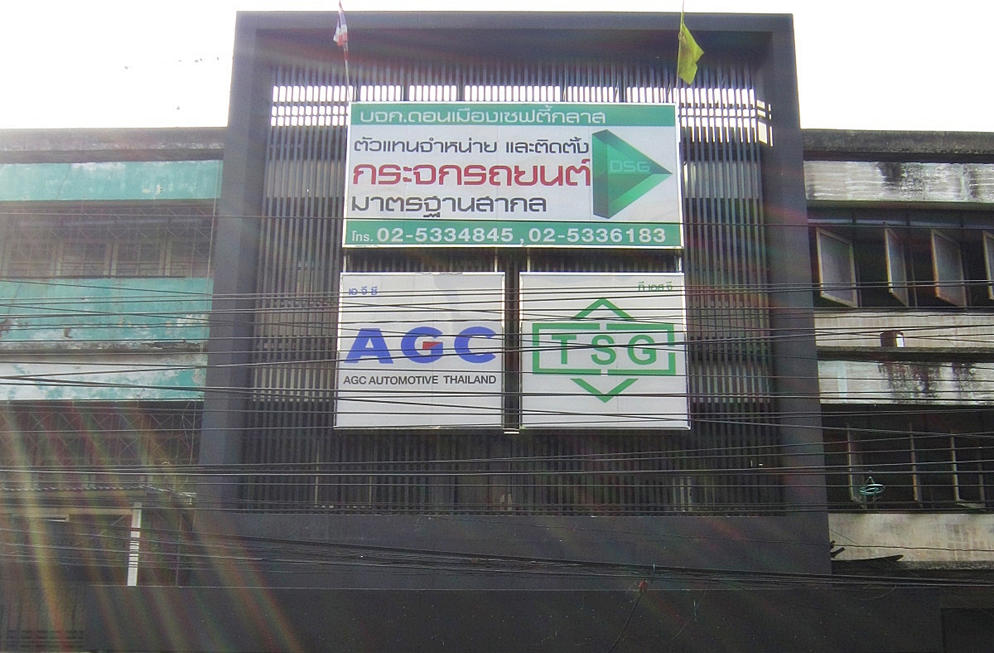 บจก.ดอนเมืองเซฟตี้กลาส
ตัวแทนจำหน่าย และติดตั้ง
กระจกรถยนต์
มาตรฐานสากล
DSG
โทร. 02-5334845 , 02-5336183
เอ จี ซี
AGC
AGC AUTOMOTIVE THAILAND
ที เอส จี
TSG